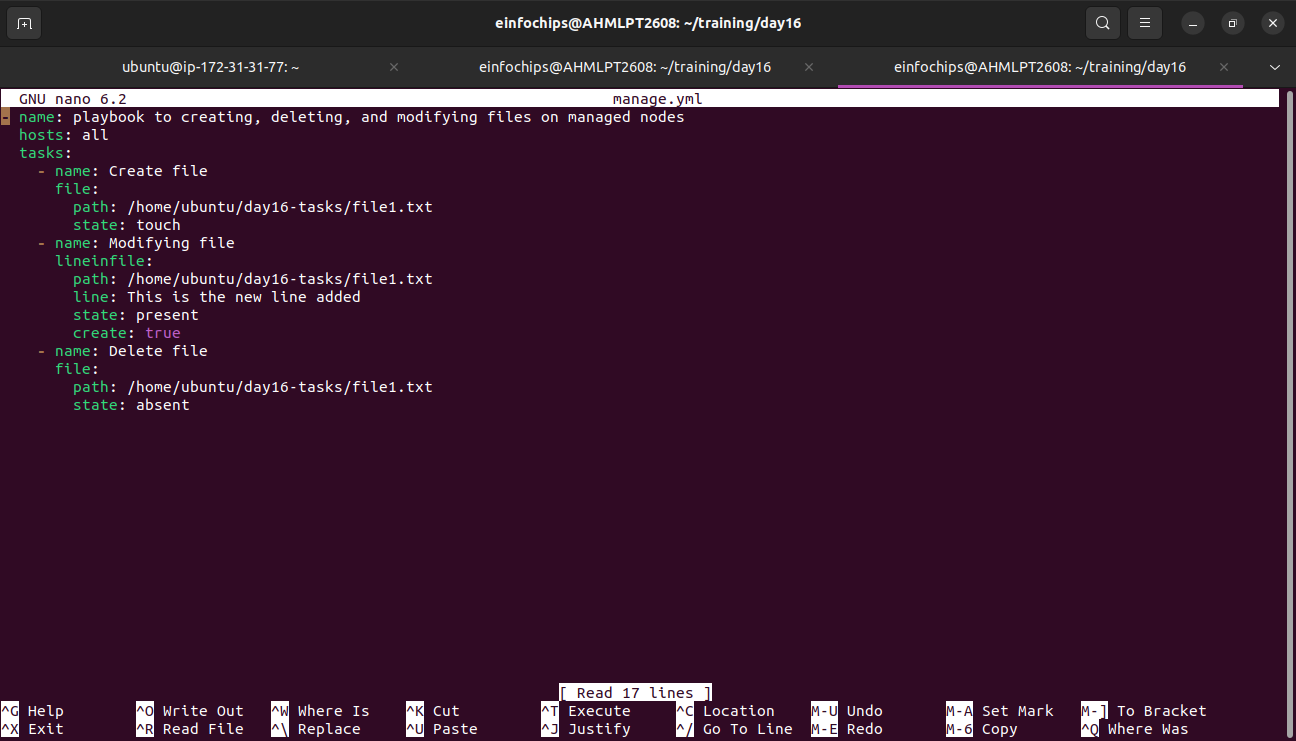 einfochips@AHMLPT2608: ~/training/day16
ubuntu@ip-172-31-31-77: ~ einfochips@AHMLPT2608: ~/training/day16 einfochips@AHMLPT2608: ~/training/day16
GNU nano 6.2 manage.yml
- name: playbook to creating, deleting, and modifying files on managed nodes
  hosts: all
  tasks:
    - name: Create file
      file:
        path: /home/ubuntu/day16-tasks/file1.txt
        state: touch
    - name: Modifying file
      lineinfile:
        path: /home/ubuntu/day16-tasks/file1.txt
        line: This is the new line added
        state: present
        create: true
    - name: Delete file
      file:
        path: /home/ubuntu/day16-tasks/file1.txt
        state: absent
[ Read 17 lines ]
^G Help ^O Write Out ^W Where Is ^K Cut ^T Execute ^C Location M-U Undo M-A Set Mark M-] To Bracket
^X Exit ^R Read File ^\ Replace ^U Paste ^J Justify ^/ Go To Line M-E Redo M-6 Copy ^Q Where Was